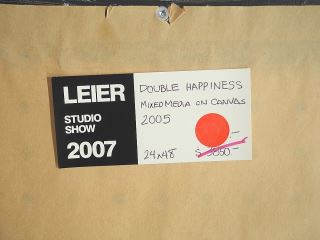 LEIER
STUDIO
SHOW
2007
DOUBLE HAPPINESS
MIXED MEDIA ON CANVAS
2005
24x48